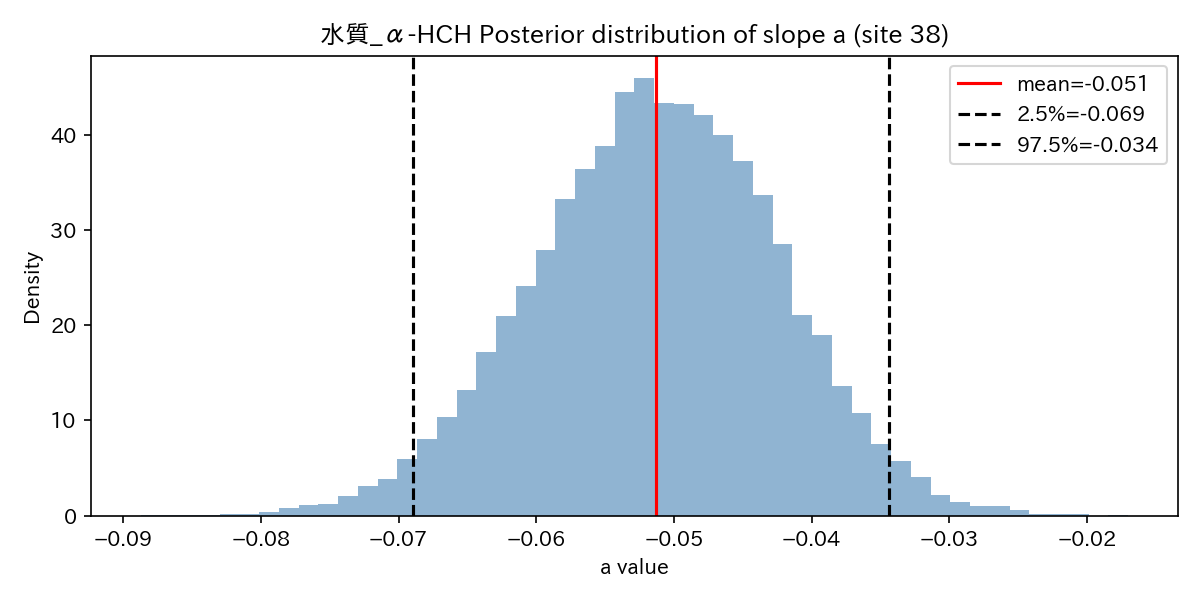 水質_α-HCH Posterior distribution of slope a (site 38)
mean=-0.051
2.5%=-0.069
97.5%=-0.034
Density
40
30
20
10
0
−0.09 −0.08 −0.07 −0.06 −0.05 −0.04 −0.03 −0.02
a value